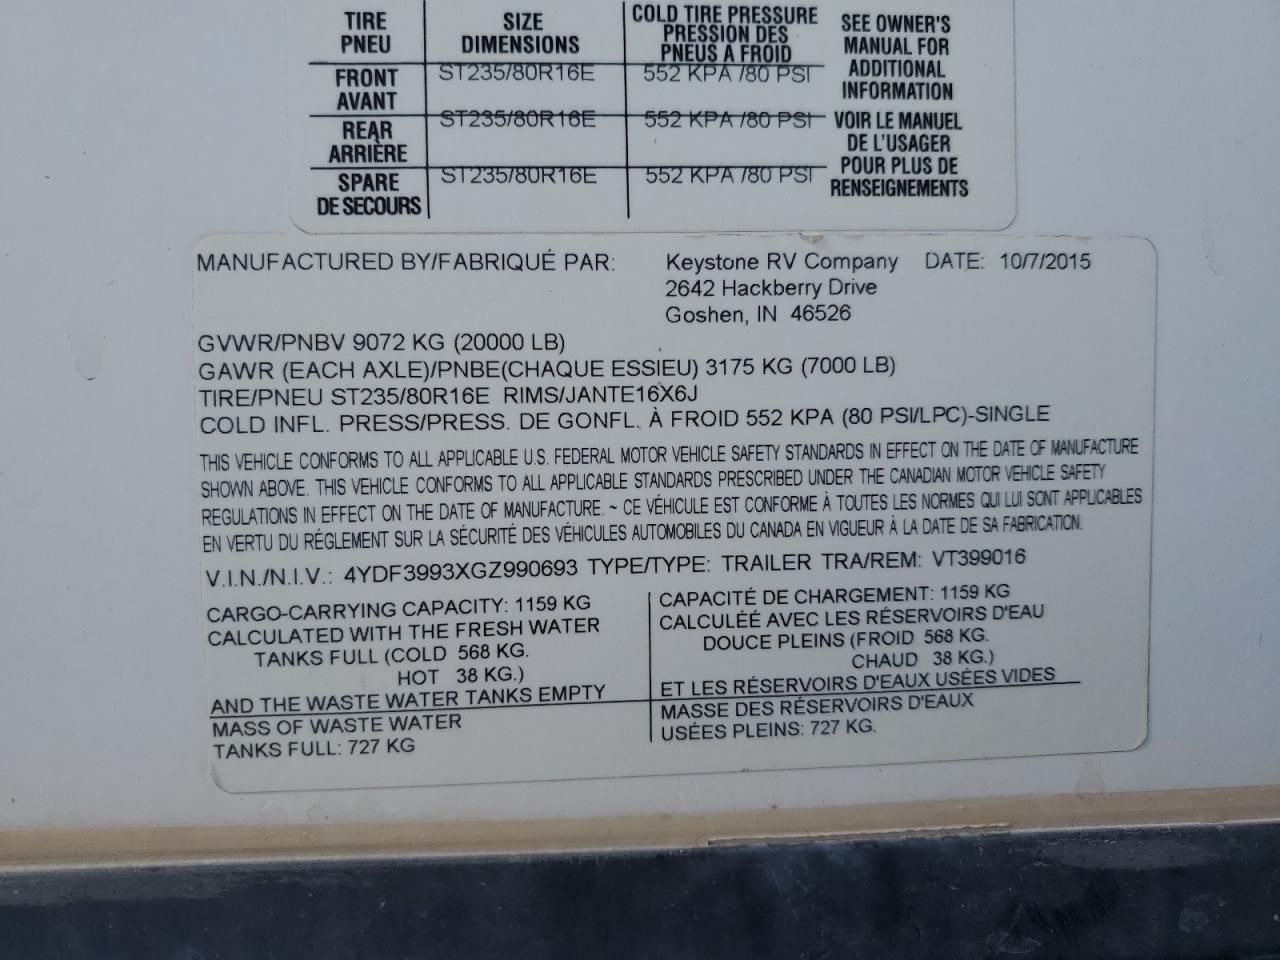 TIRE SIZE COLD TIRE PRESSURE SEE OWNER'S
PNEU DIMENSIONS PRESSION DES MANUAL FOR
PNEUS A FROID ADDITIONAL
FRONT ST235/80R16E 552 KPA /80 PSI INFORMATION
AVANT
REAR ST235/80R16E 552 KPA /80 PSI VOIR LE MANUEL
ARRIÈRE DE L'USAGER
SPARE ST235/80R16E 552 KPA /80 PSI POUR PLUS DE
DE SECOURS RENSEIGNEMENTS
MANUFACTURED BY/FABRIQUÉ PAR: Keystone RV Company DATE: 10/7/2015
2642 Hackberry Drive
Goshen, IN 46526
GVWR/PNBV 9072 KG (20000 LB)
GAWR (EACH AXLE)/PNBE(CHAQUE ESSIEU) 3175 KG (7000 LB)
TIRE/PNEU ST235/80R16E RIMS/JANTE16X6J
COLD INFL. PRESS/PRESS. DE GONFL. À FROID 552 KPA (80 PSI/LPC)-SINGLE
THIS VEHICLE CONFORMS TO ALL APPLICABLE U.S. FEDERAL MOTOR VEHICLE SAFETY STANDARDS IN EFFECT ON THE DATE OF MANUFACTURE
SHOWN ABOVE. THIS VEHICLE CONFORMS TO ALL APPLICABLE STANDARDS PRESCRIBED UNDER THE CANADIAN MOTOR VEHICLE SAFETY
REGULATIONS IN EFFECT ON THE DATE OF MANUFACTURE. ~ CE VÉHICULE EST CONFORME À TOUTES LES NORMES QUI LUI SONT APPLICABLES
EN VERTU DU RÉGLEMENT SUR LA SÉCURITÉ DES VÉHICULES AUTOMOBILES DU CANADA EN VIGUEUR À LA DATE DE SA FABRICATION.
V.I.N./N.I.V.: 4YDF3993XGZ990693 TYPE/TYPE: TRAILER TRA/REM: VT399016
CARGO-CARRYING CAPACITY: 1159 KG
CALCULATED WITH THE FRESH WATER
TANKS FULL (COLD 568 KG.
HOT 38 KG.)
AND THE WASTE WATER TANKS EMPTY
MASS OF WASTE WATER
TANKS FULL: 727 KG
CAPACITÉ DE CHARGEMENT: 1159 KG
CALCULÉÉ AVEC LES RÉSERVOIRS D'EAU
DOUCE PLEINS (FROID 568 KG.
CHAUD 38 KG.)
ET LES RÉSERVOIRS D'EAUX USÉES VIDES
MASSE DES RÉSERVOIRS D'EAUX
USÉES PLEINS: 727 KG.